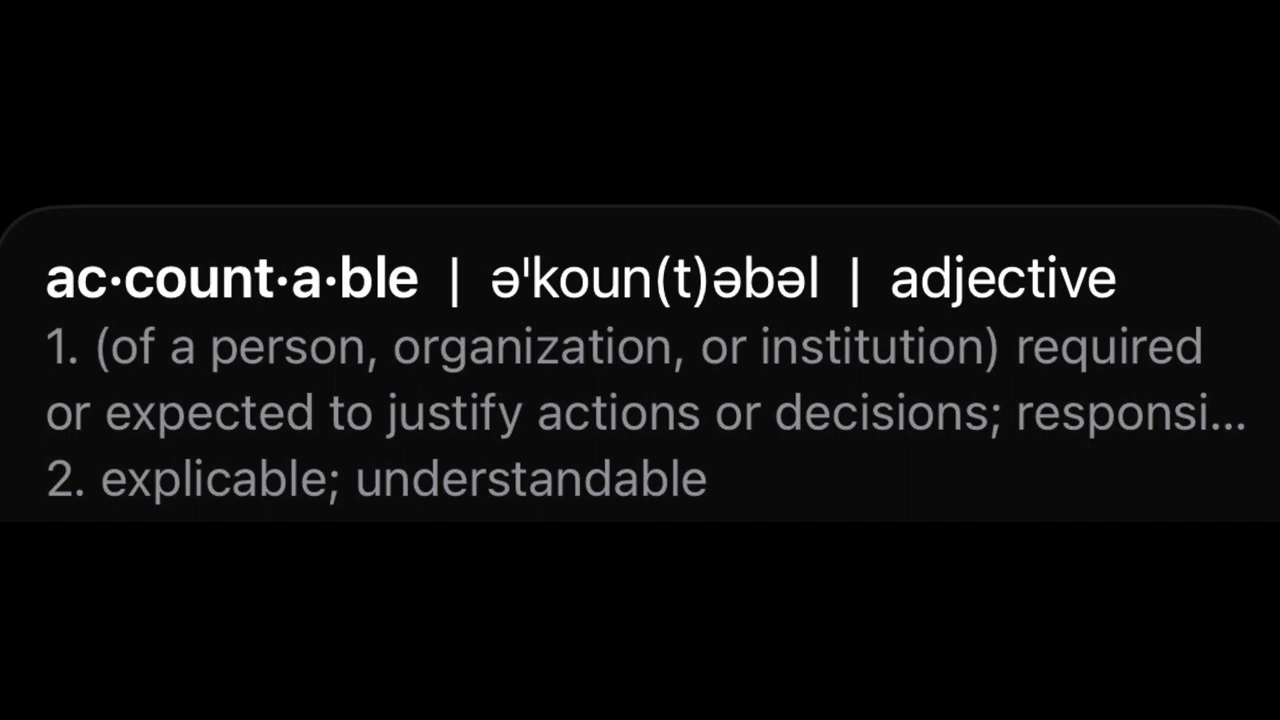 ac·count·a·ble | əˈkoun(t)əbəl | adjective
1. (of a person, organization, or institution) required
or expected to justify actions or decisions; responsi...
2. explicable; understandable